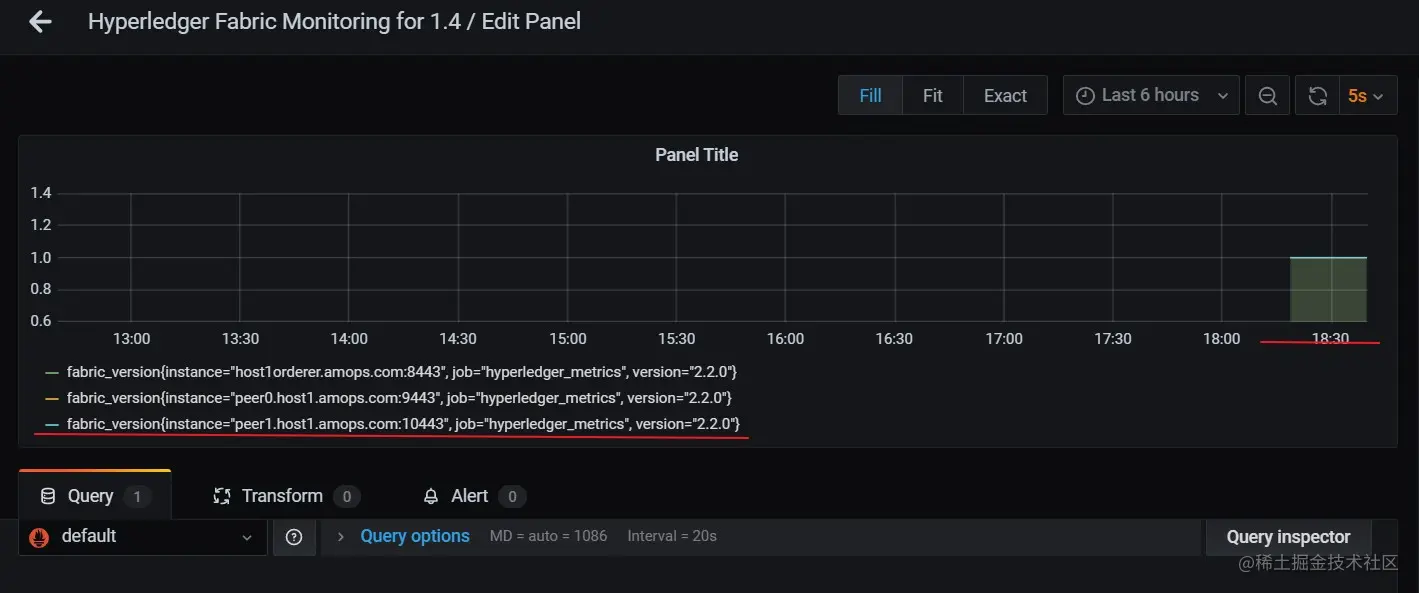 Hyperledger Fabric Monitoring for 1.4 / Edit Panel
Fill Fit Exact Last 6 hours 5s
Panel Title
1.4
1.2
1.0
0.8
0.6
13:00 13:30 14:00 14:30 15:00 15:30 16:00 16:30 17:00 17:30 18:00 18:30
fabric_version{instance="host1orderer.amops.com:8443", job="hyperledger_metrics", version="2.2.0"}
fabric_version{instance="peer0.host1.amops.com:9443", job="hyperledger_metrics", version="2.2.0"}
fabric_version{instance="peer1.host1.amops.com:10443", job="hyperledger_metrics", version="2.2.0"}
Query 1 Transform 0 Alert 0
default Query options MD = auto = 1086 Interval = 20s Query inspector
@稀土掘金技术社区